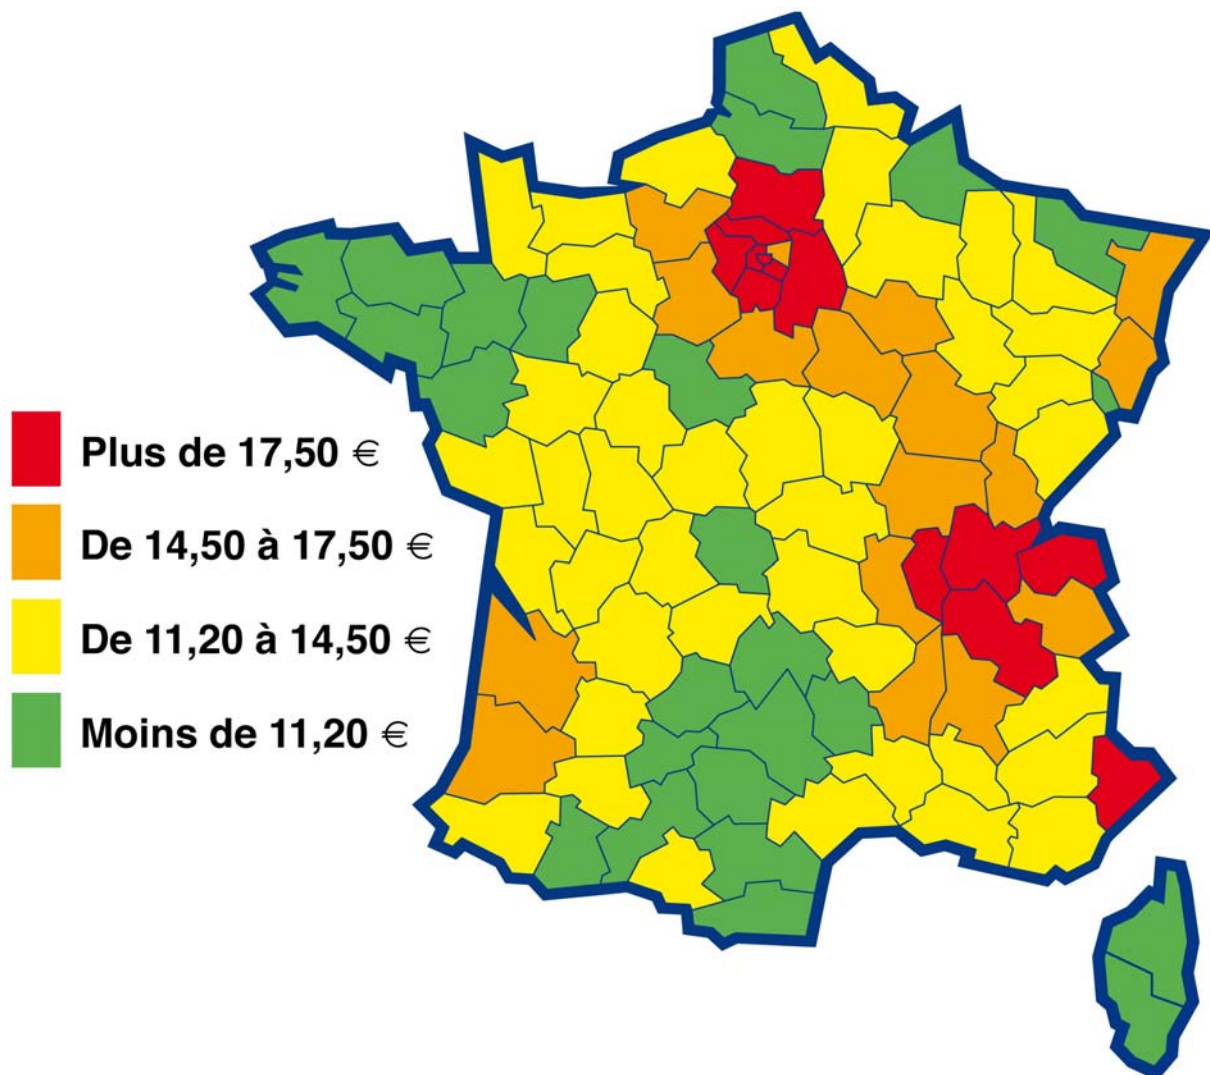 Plus de 17,50 €
De 14,50 à 17,50 €
De 11,20 à 14,50 €
Moins de 11,20 €